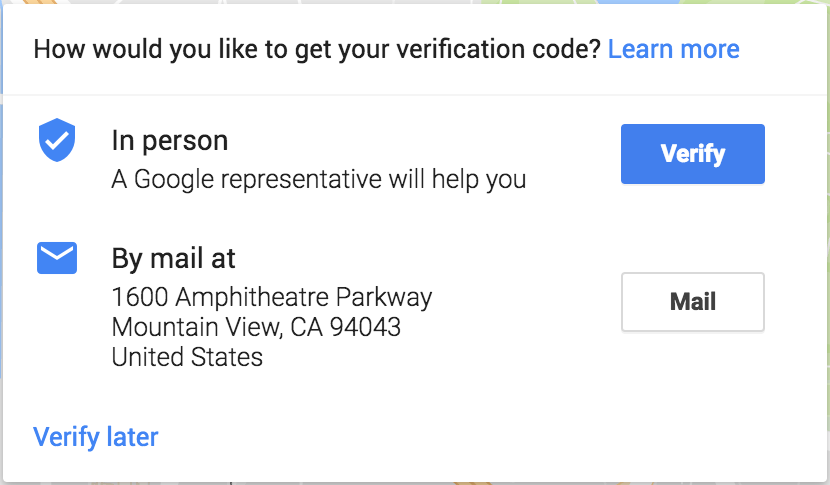 How would you like to get your verification code? Learn more
In person
A Google representative will help you
Verify
By mail at
1600 Amphitheatre Parkway
Mountain View, CA 94043
United States
Mail
Verify later